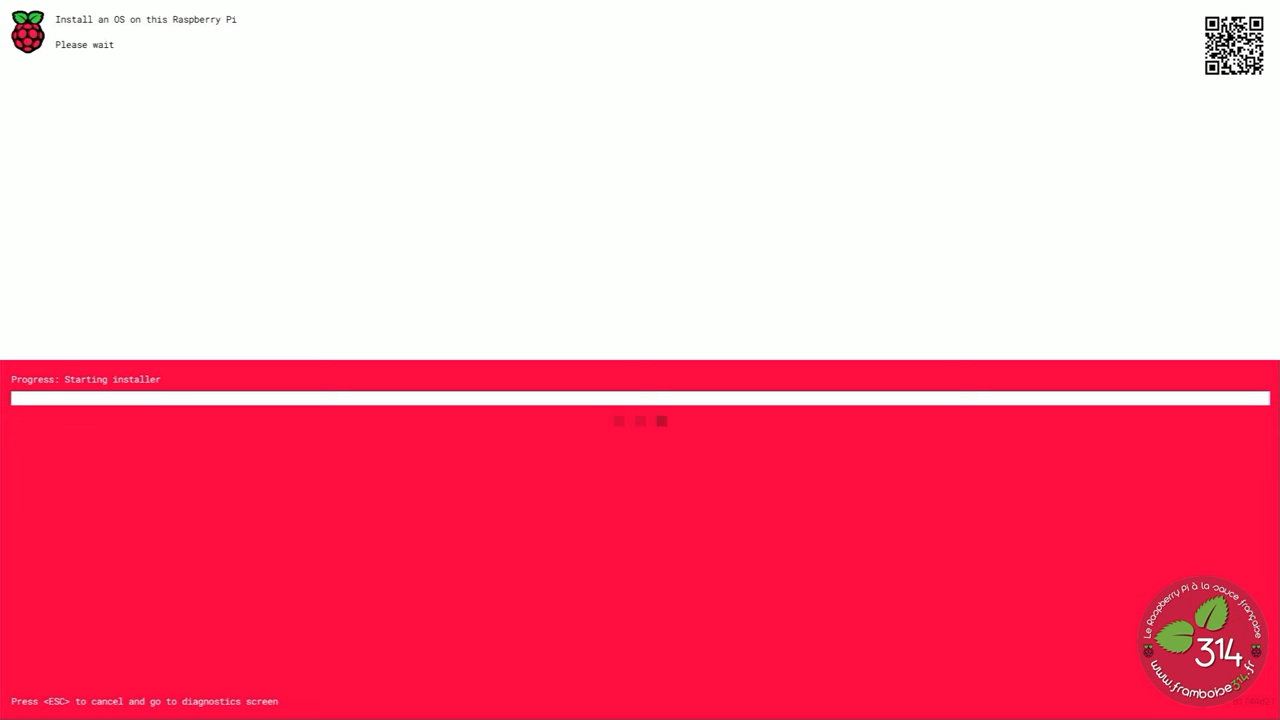 Install an OS on this Raspberry Pi
Please wait
Progress: Starting installer
Press <ESC> to cancel and go to diagnostics screen
Le Raspberry Pi à la sauce française
314
www.framboise314.fr